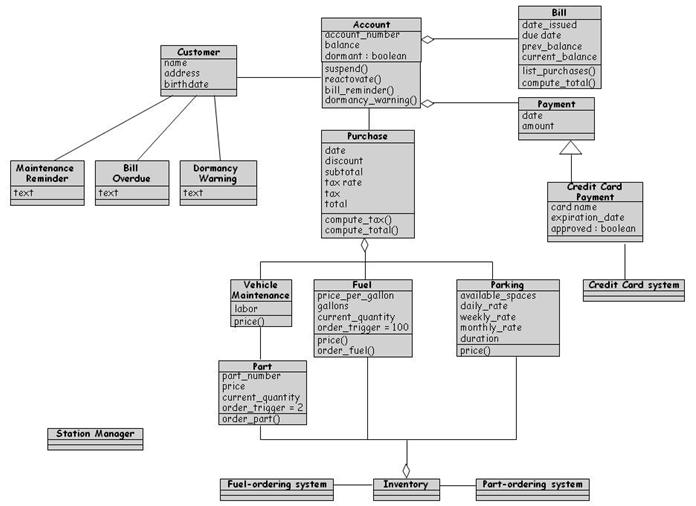 Account
account_number
balance
dormant : boolean
suspend()
reactovate()
bill_reminder()
dormancy_warning()
Bill
date_issued
due date
prev_balance
current_balance
list_purchases()
compute_total()
Customer
name
address
birthdate
Payment
date
amount
Purchase
date
discount
subtotal
tax rate
tax
total
compute_tax()
compute_total()
Maintenance
Reminder
text
Bill
Overdue
text
Dormancy
Warning
text
Credit Card
Payment
card name
expiration_date
approved : boolean
Credit Card system
Vehicle
Maintenance
labor
price()
Fuel
price_per_gallon
gallons
current_quantity
order_trigger = 100
price()
order_fuel()
Parking
available_spaces
daily_rate
weekly_rate
monthly_rate
duration
price()
Part
part_number
price
current_quantity
order_trigger = 2
order_part()
Station Manager
Fuel-ordering system
Inventory
Part-ordering system